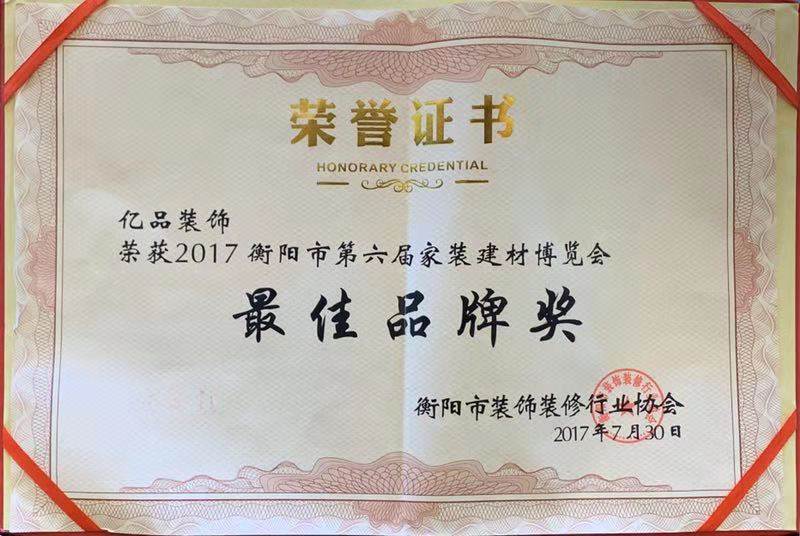 荣誉证书
HONORARY CREDENTIAL
亿品装饰
荣获2017衡阳市第六届家装建材博览会
最佳品牌奖
衡阳市装饰装修行业协会
2017年7月30日